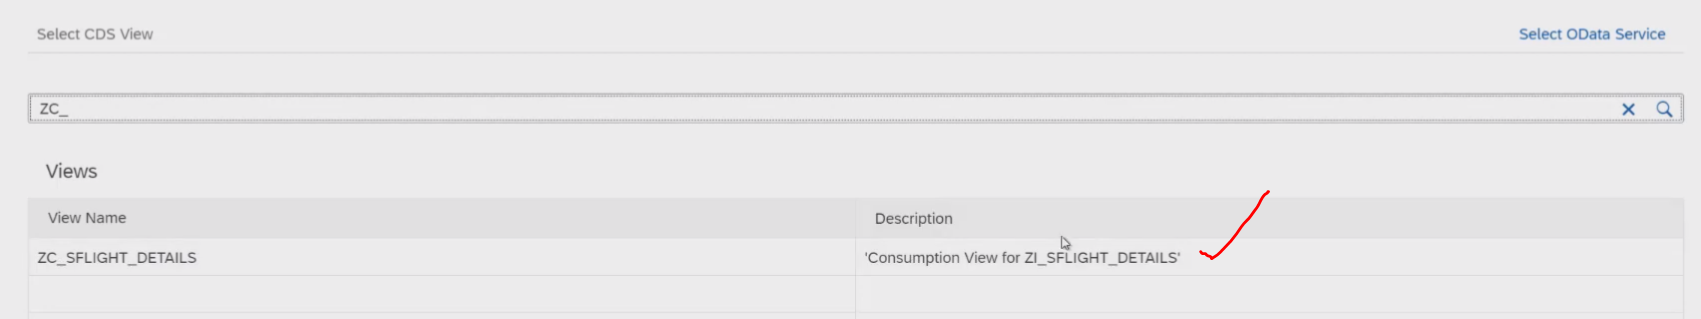 Select CDS View
Select OData Service
ZC_
Views
View Name
Description
ZC_SFLIGHT_DETAILS
'Consumption View for ZI_SFLIGHT_DETAILS'